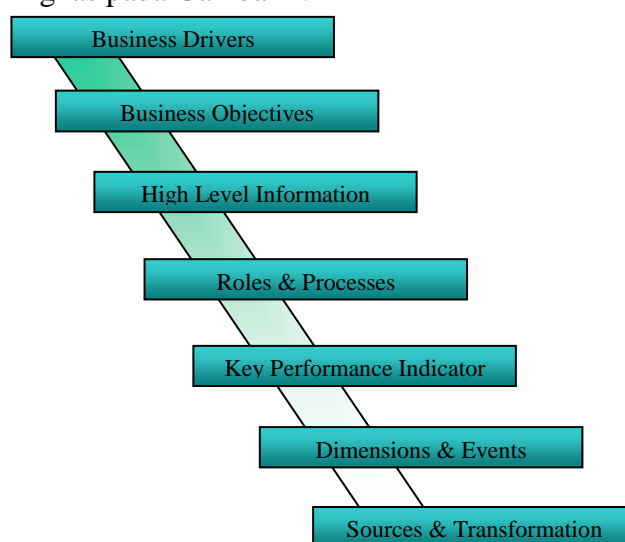 Business Drivers
Business Objectives
High Level Information
Roles & Processes
Key Performance Indicator
Dimensions & Events
Sources & Transformation